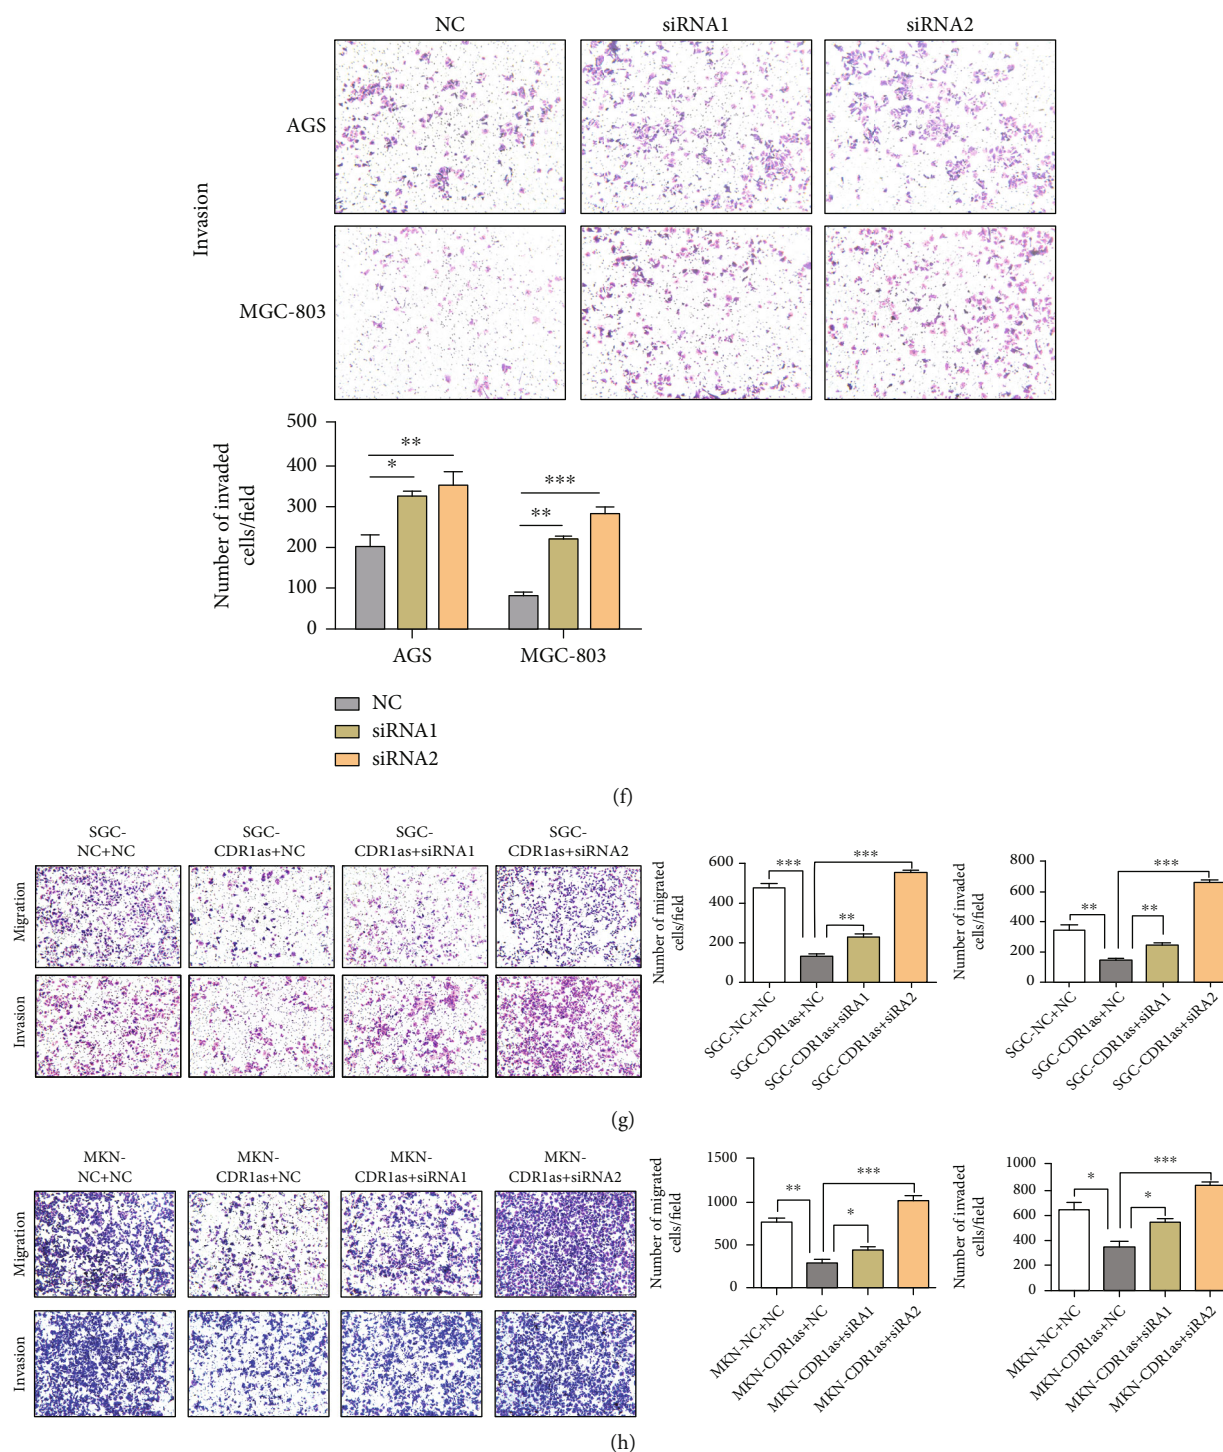 NC siRNA1 siRNA2
AGS
Invasion
MGC-803
Number of invaded
cells/field
500
400
300
200
100
0
** * *** **
AGS MGC-803
NC
siRNA1
siRNA2
(f)
SGC-
NC+NC
SGC-
CDR1as+NC
SGC-
CDR1as+siRNA1
SGC-
CDR1as+siRNA2
Migration
Invasion
Number of migrated
cells/field
600
400
200
0
*** *** **
SGC-NC+NC
SGC-CDR1as+NC
SGC-CDR1as+siRA1
SGC-CDR1as+siRA2
Number of invaded
cells/field
800
600
400
200
0
** *** **
SGC-NC+NC
SGC-CDR1as+NC
SGC-CDR1as+siRA1
SGC-CDR1as+siRA2
(g)
MKN-
NC+NC
MKN-
CDR1as+NC
MKN-
CDR1as+siRNA1
MKN-
CDR1as+siRNA2
Migration
Invasion
Number of migrated
cells/field
1500
1000
500
0
** *** *
MKN-NC+NC
MKN-CDR1as+NC
MKN-CDR1as+siRA1
MKN-CDR1as+siRA2
Number of invaded
cells/field
1000
800
600
400
200
0
* *** *
MKN-NC+NC
MKN-CDR1as+NC
MKN-CDR1as+siRA1
MKN-CDR1as+siRA2
(h)